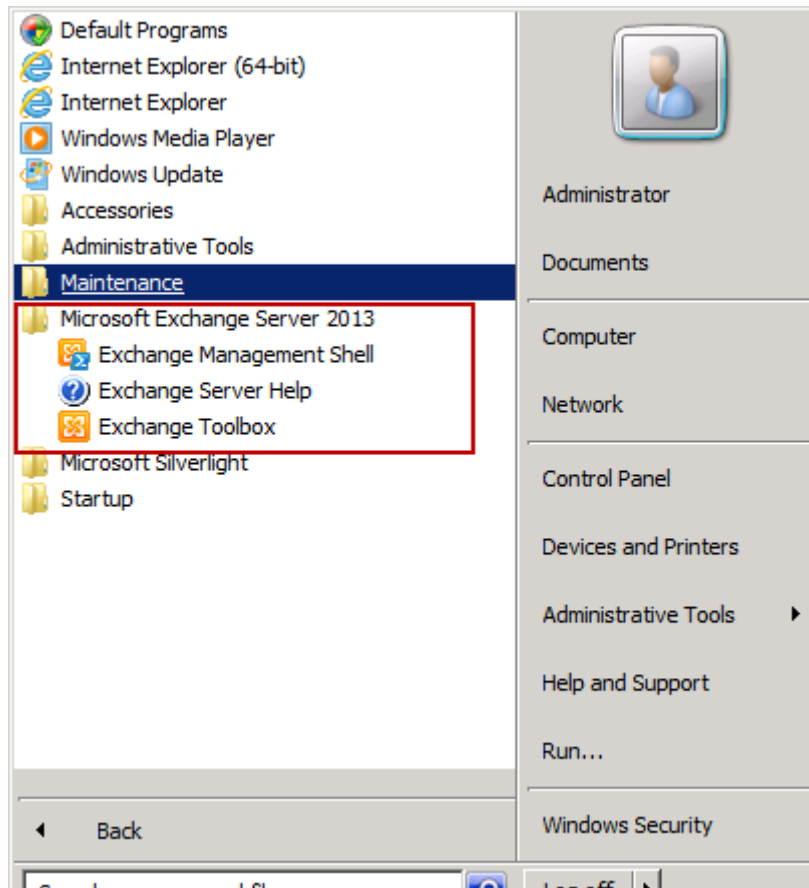 Default Programs
Internet Explorer (64-bit)
Internet Explorer
Windows Media Player
Windows Update
Accessories
Administrative Tools
Maintenance
Microsoft Exchange Server 2013
Exchange Management Shell
Exchange Server Help
Exchange Toolbox
Microsoft Silverlight
Startup
Back
Administrator
Documents
Computer
Network
Control Panel
Devices and Printers
Administrative Tools
Help and Support
Run...
Windows Security
Log off